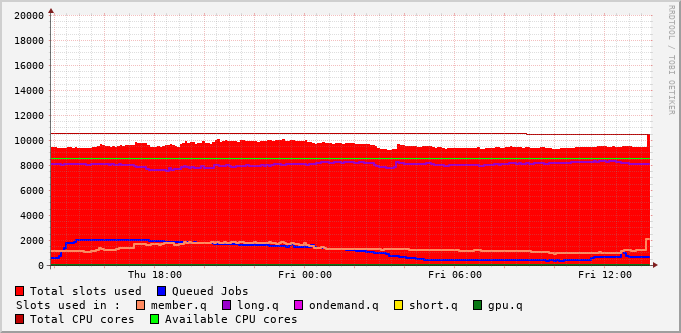 RRDTOOL / TOBI OETIKER
20000
18000
16000
14000
12000
10000
8000
6000
4000
2000
0
Thu 18:00 Fri 00:00 Fri 06:00 Fri 12:00
Total slots used Queued Jobs
Slots used in : member.q long.q ondemand.q short.q gpu.q
Total CPU cores Available CPU cores